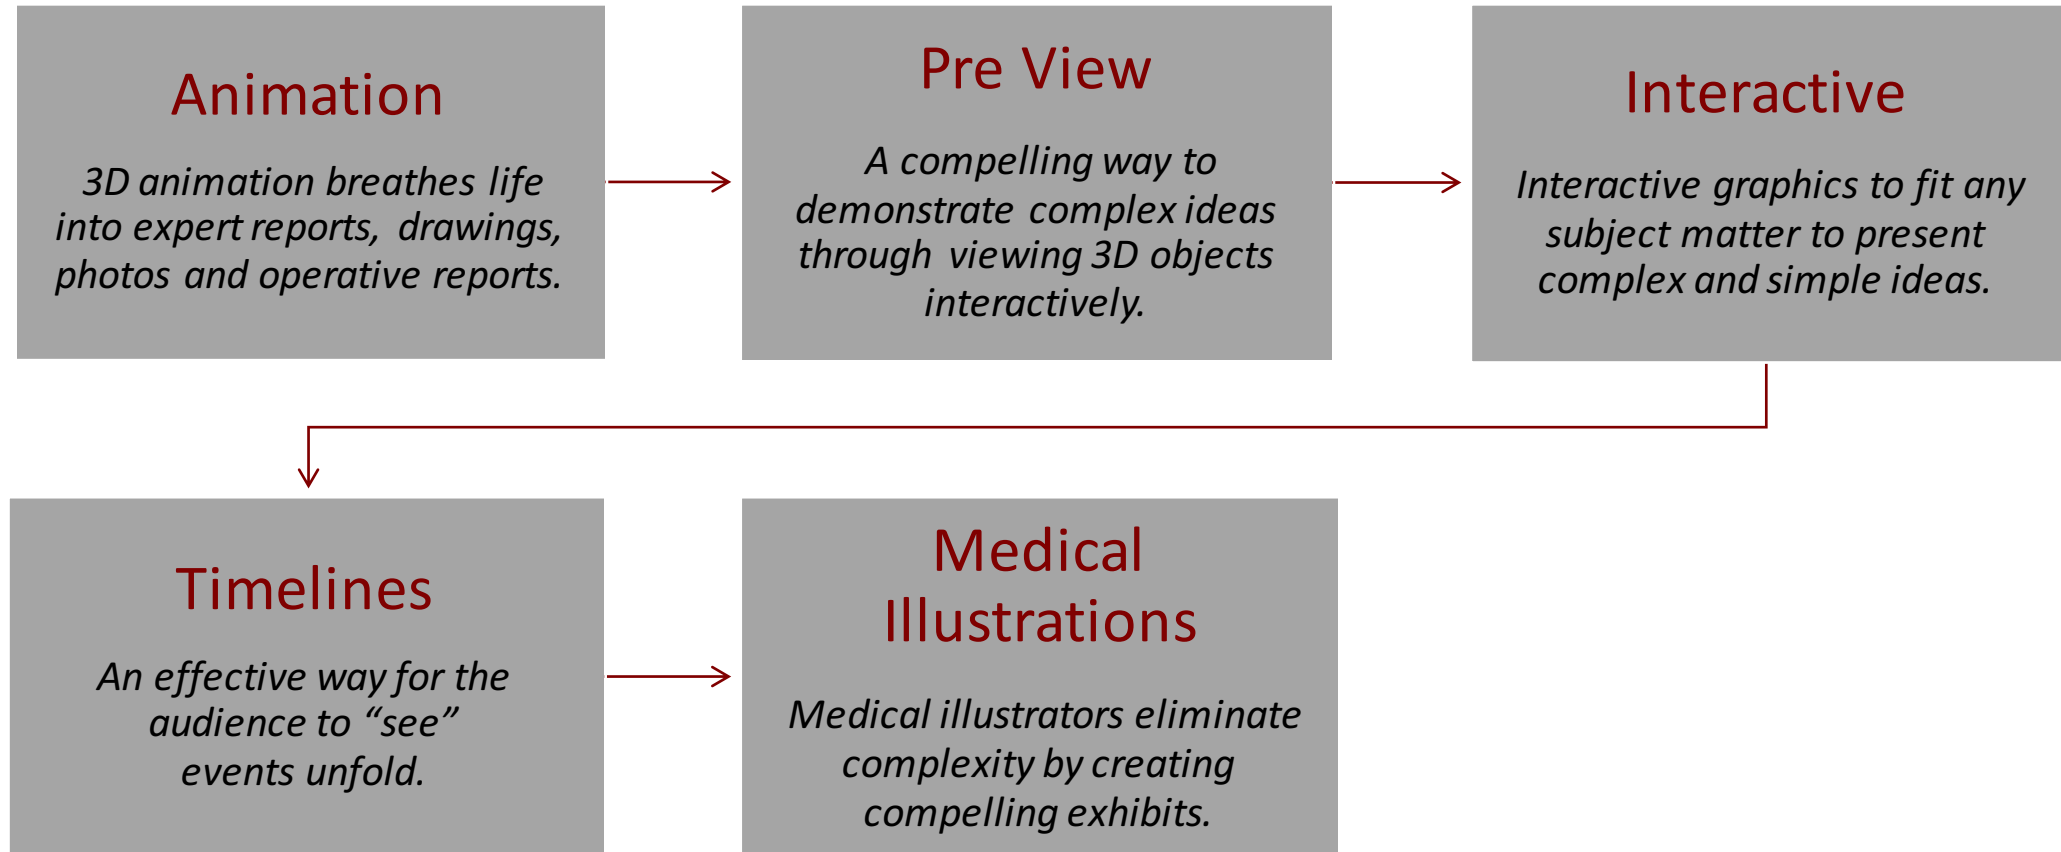 Animation
3D animation breathes life
into expert reports, drawings,
photos and operative reports.
Pre View
A compelling way to
demonstrate complex ideas
through viewing 3D objects
interactively.
Interactive
Interactive graphics to fit any
subject matter to present
complex and simple ideas.
Timelines
An effective way for the
audience to “see”
events unfold.
Medical
Illustrations
Medical illustrators eliminate
complexity by creating
compelling exhibits.